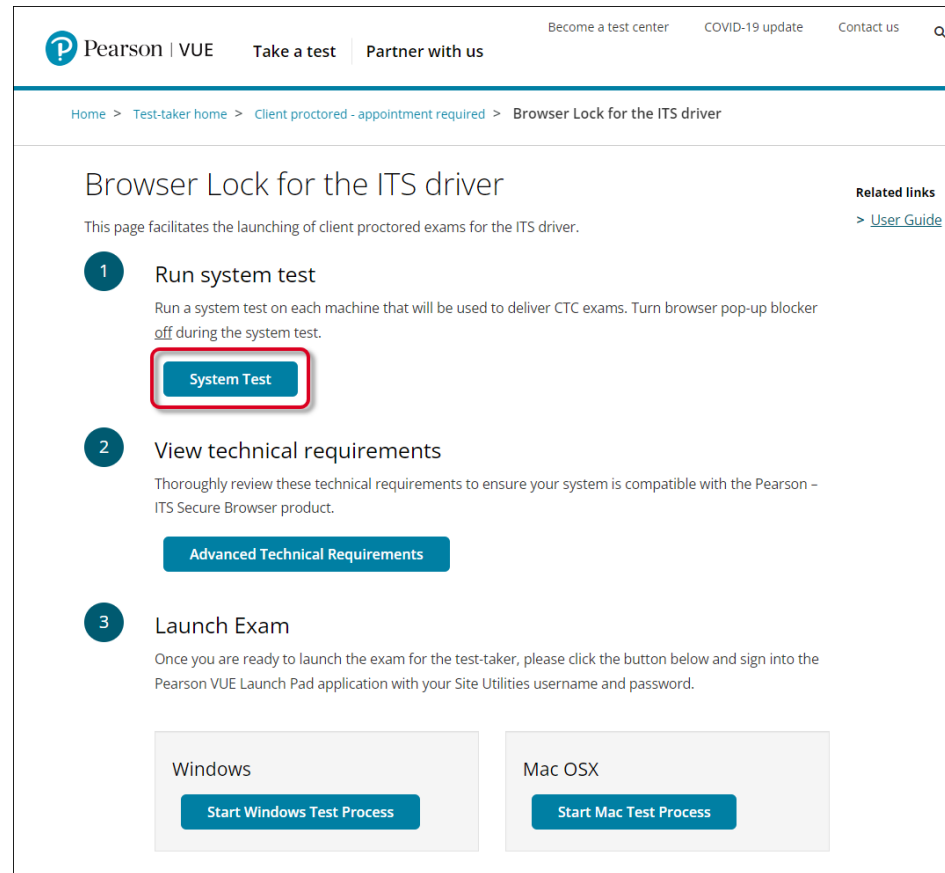 Become a test center COVID-19 update Contact us
Pearson | VUE Take a test Partner with us
Home > Test-taker home > Client proctored - appointment required > Browser Lock for the ITS driver
Browser Lock for the ITS driver
This page facilitates the launching of client proctored exams for the ITS driver.
Related links
> User Guide
1
Run system test
Run a system test on each machine that will be used to deliver CTC exams. Turn browser pop-up blocker
off during the system test.
System Test
2
View technical requirements
Thoroughly review these technical requirements to ensure your system is compatible with the Pearson –
ITS Secure Browser product.
Advanced Technical Requirements
3
Launch Exam
Once you are ready to launch the exam for the test-taker, please click the button below and sign into the
Pearson VUE Launch Pad application with your Site Utilities username and password.
Windows
Start Windows Test Process
Mac OSX
Start Mac Test Process